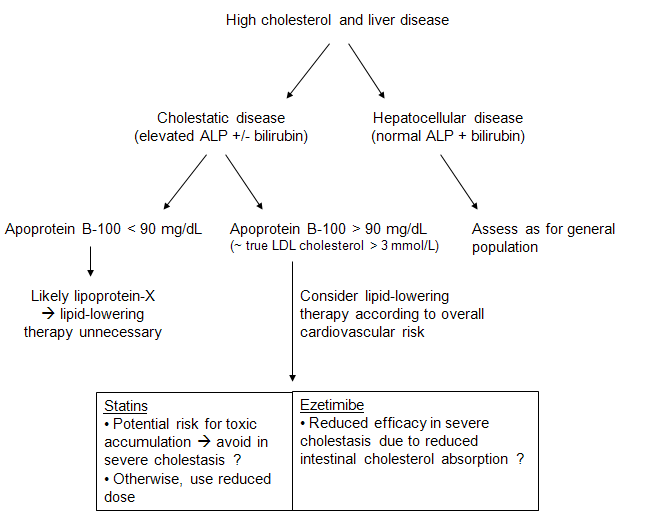 High cholesterol and liver disease
Cholestatic disease
(elevated ALP +/- bilirubin)
Hepatocellular disease
(normal ALP + bilirubin)
Apoprotein B-100 < 90 mg/dL
Apoprotein B-100 > 90 mg/dL
(~ true LDL cholesterol > 3 mmol/L)
Assess as for general
population
Likely lipoprotein-X
→ lipid-lowering
therapy unnecessary
Consider lipid-lowering
therapy according to overall
cardiovascular risk
Statins
• Potential risk for toxic
accumulation → avoid in
severe cholestasis ?
• Otherwise, use reduced
dose
Ezetimibe
• Reduced efficacy in severe
cholestasis due to reduced
intestinal cholesterol absorption ?